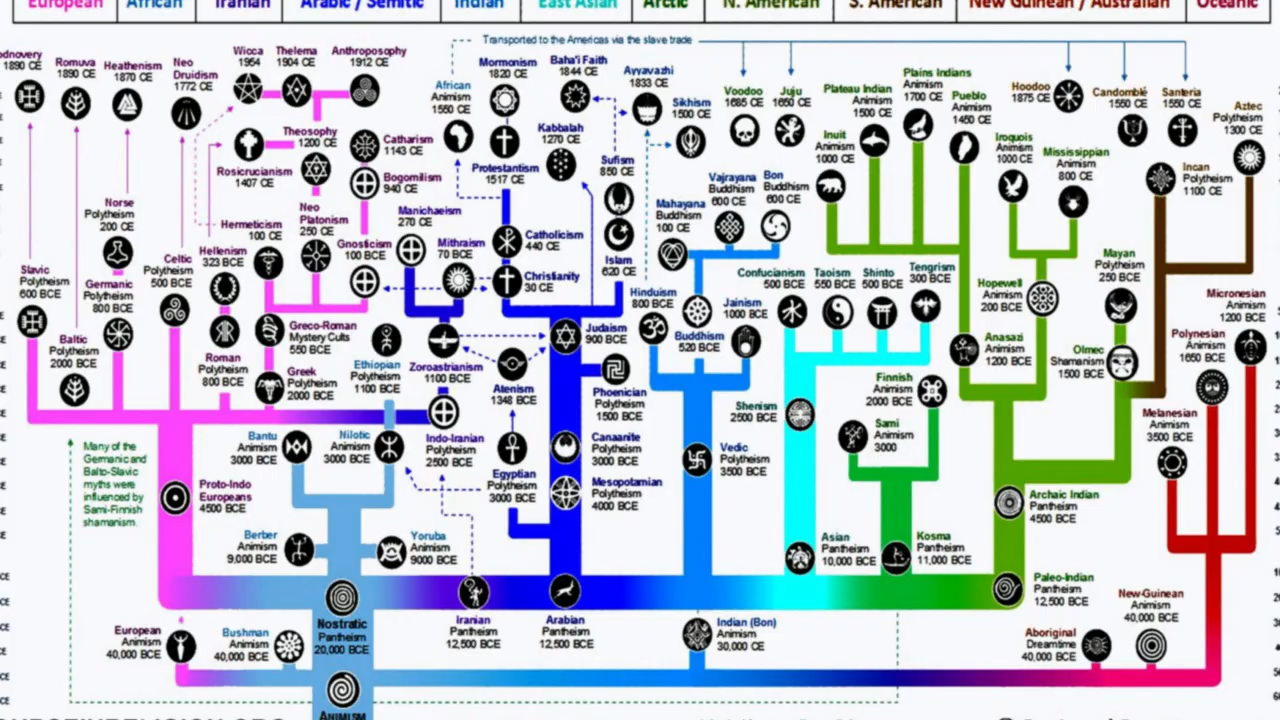 European
African
Iranian
Arabic / Semitic
Indian
East Asian
Arctic
N. American
S. American
New Guinean / Australian
Oceanic
Transported to the Americas via the slave trade
1890 CE
Romuva
1890 CE
Heathenism
1870 CE
Neo
Druidism
1772 CE
Wicca
1954
Thelema
1904 CE
Anthroposophy
1912 CE
African
Animism
1550 CE
Mormonism
1820 CE
Baha'i Faith
1844 CE
Ayyavazhi
1833 CE
Sikhism
1500 CE
Voodoo
1685 CE
Juju
1650 CE
Plateau Indian
Animism
1500 CE
Plains Indians
Animism
1700 CE
Pueblo
Animism
1450 CE
Hoodoo
1875 CE
Candomblé
1550 CE
Santeria
1550 CE
Aztec
Polytheism
1300 CE
Theosophy
1200 CE
Rosicrucianism
1407 CE
Catharism
1143 CE
Bogomilism
940 CE
Protestantism
1517 CE
Kabbalah
1270 CE
Sufism
850 CE
Inuit
Animism
1000 CE
Iroquois
Animism
1000 CE
Mississippian
Animism
800 CE
Incan
Polytheism
1100 CE
Norse
Polytheism
200 CE
Hermeticism
100 CE
Neo
Platonism
250 CE
Gnosticism
100 BCE
Manichaeism
270 CE
Mithraism
70 BCE
Catholicism
440 CE
Christianity
30 CE
Islam
620 CE
Mahayana
Buddhism
100 CE
Vajrayana
Buddhism
600 CE
Bon
Buddhism
600 CE
Slavic
Polytheism
600 BCE
Germanic
Polytheism
800 BCE
Celtic
Polytheism
500 BCE
Hellenism
323 BCE
Hinduism
800 BCE
Jainism
1000 BCE
Buddhism
520 BCE
Confucianism
500 BCE
Taoism
500 BCE
Shinto
500 BCE
Tengrism
300 BCE
Hopewell
Animism
200 BCE
Mayan
Polytheism
250 BCE
Micronesian
Animism
1200 BCE
Baltic
Polytheism
2000 BCE
Roman
Polytheism
800 BCE
Greco-Roman
Mystery Cults
550 BCE
Greek
Polytheism
2000 BCE
Ethiopian
Polytheism
1100 BCE
Zoroastrianism
1100 BCE
Atenism
1348 BCE
Judaism
900 BCE
Phoenician
Polytheism
1500 BCE
Anasazi
Animism
1200 BCE
Olmec
Shamanism
1500 BCE
Polynesian
Animism
1650 BCE
Finnish
Animism
2000 BCE
Shenism
2500 BCE
Sami
Animism
3000
Melanesian
Animism
3500 BCE
Many of the
Germanic and
Balto-Slavic
myths were
influenced by
Sami-Finnish
shamanism.
Bantu
Animism
3000 BCE
Nilotic
Animism
3000 BCE
Indo-Iranian
Polytheism
2500 BCE
Egyptian
Polytheism
3000 BCE
Canaanite
Polytheism
3000 BCE
Mesopotamian
Polytheism
4000 BCE
Vedic
Polytheism
3500 BCE
Proto-Indo
Europeans
4500 BCE
Archaic Indian
Pantheism
4500 BCE
Berber
Animism
9,000 BCE
Yoruba
Animism
9000 BCE
Asian
Pantheism
10,000 BCE
Kosma
Pantheism
11,000 BCE
Paleo-Indian
Pantheism
12,500 BCE
Nostratic
Pantheism
20,000 BCE
Iranian
Pantheism
12,500 BCE
Arabian
Pantheism
12,500 BCE
Indian (Bon)
Animism
30,000 CE
New-Guinean
Animism
40,000 BCE
European
Animism
40,000 BCE
Bushman
Animism
40,000 BCE
Aboriginal
Dreamtime
40,000 BCE
ANIMISM